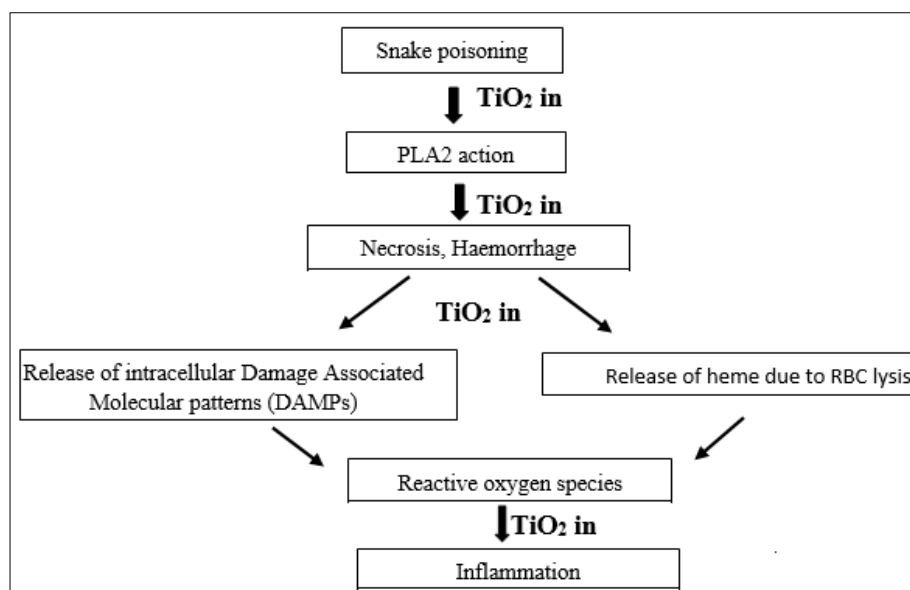 Snake poisoning
TiO₂ in
PLA2 action
TiO₂ in
Necrosis, Haemorrhage
TiO₂ in
Release of intracellular Damage Associated
Molecular patterns (DAMPs)
Release of heme due to RBC lysis
Reactive oxygen species
TiO₂ in
Inflammation